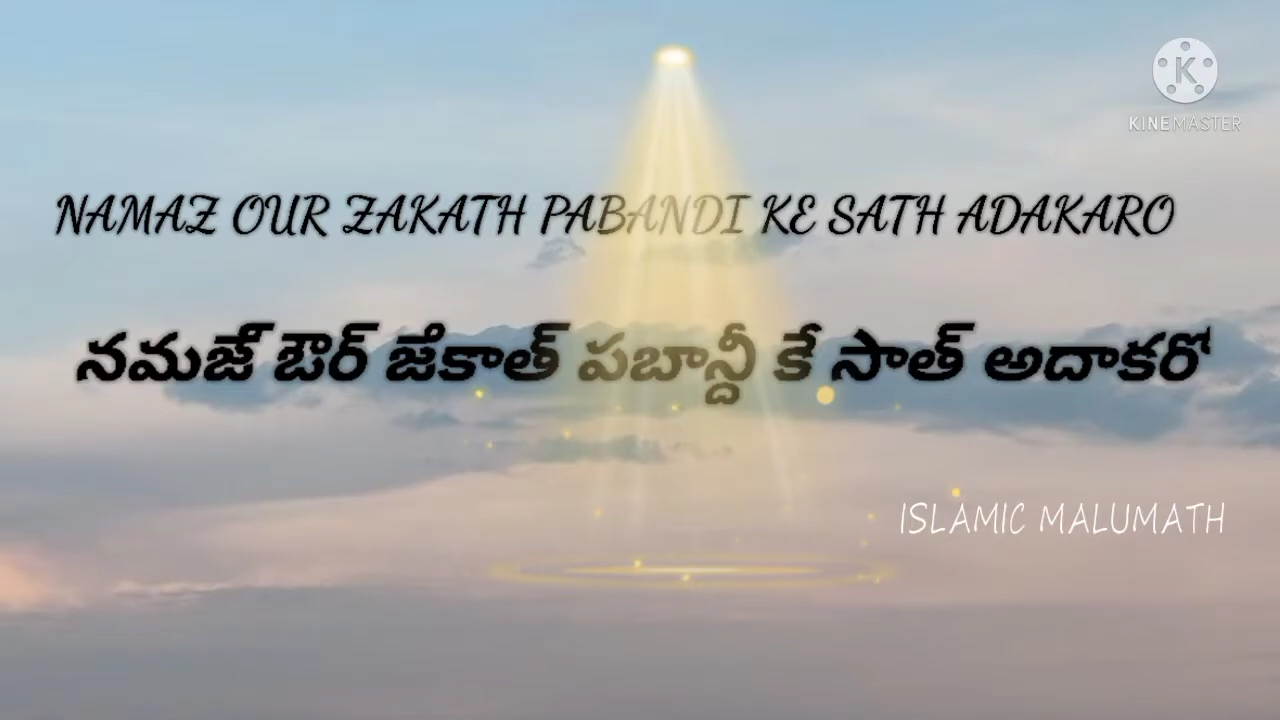 KINEMASTER
NAMAZ OUR ZAKATH PABANDI KE SATH ADAKARO
నమజే ఔర్ జేకాత్ పబాన్దీ కే సాత్ అదాకరో
ISLAMIC MALUMATH